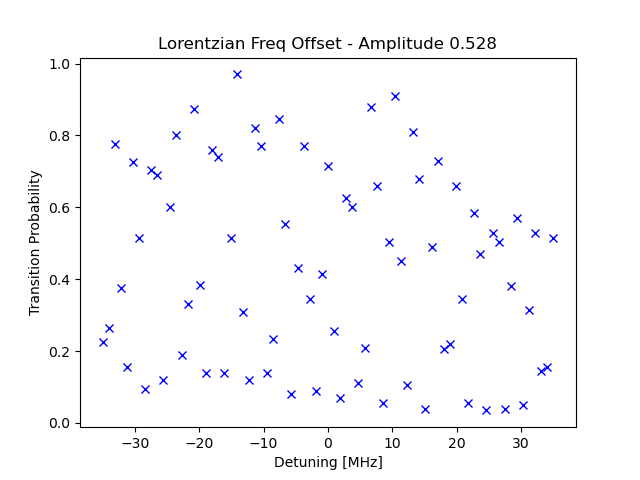 Lorentzian Freq Offset - Amplitude 0.528
1.0
0.8
0.6
0.4
0.2
0.0
Transition Probability
−30 −20 −10 0 10 20 30
Detuning [MHz]